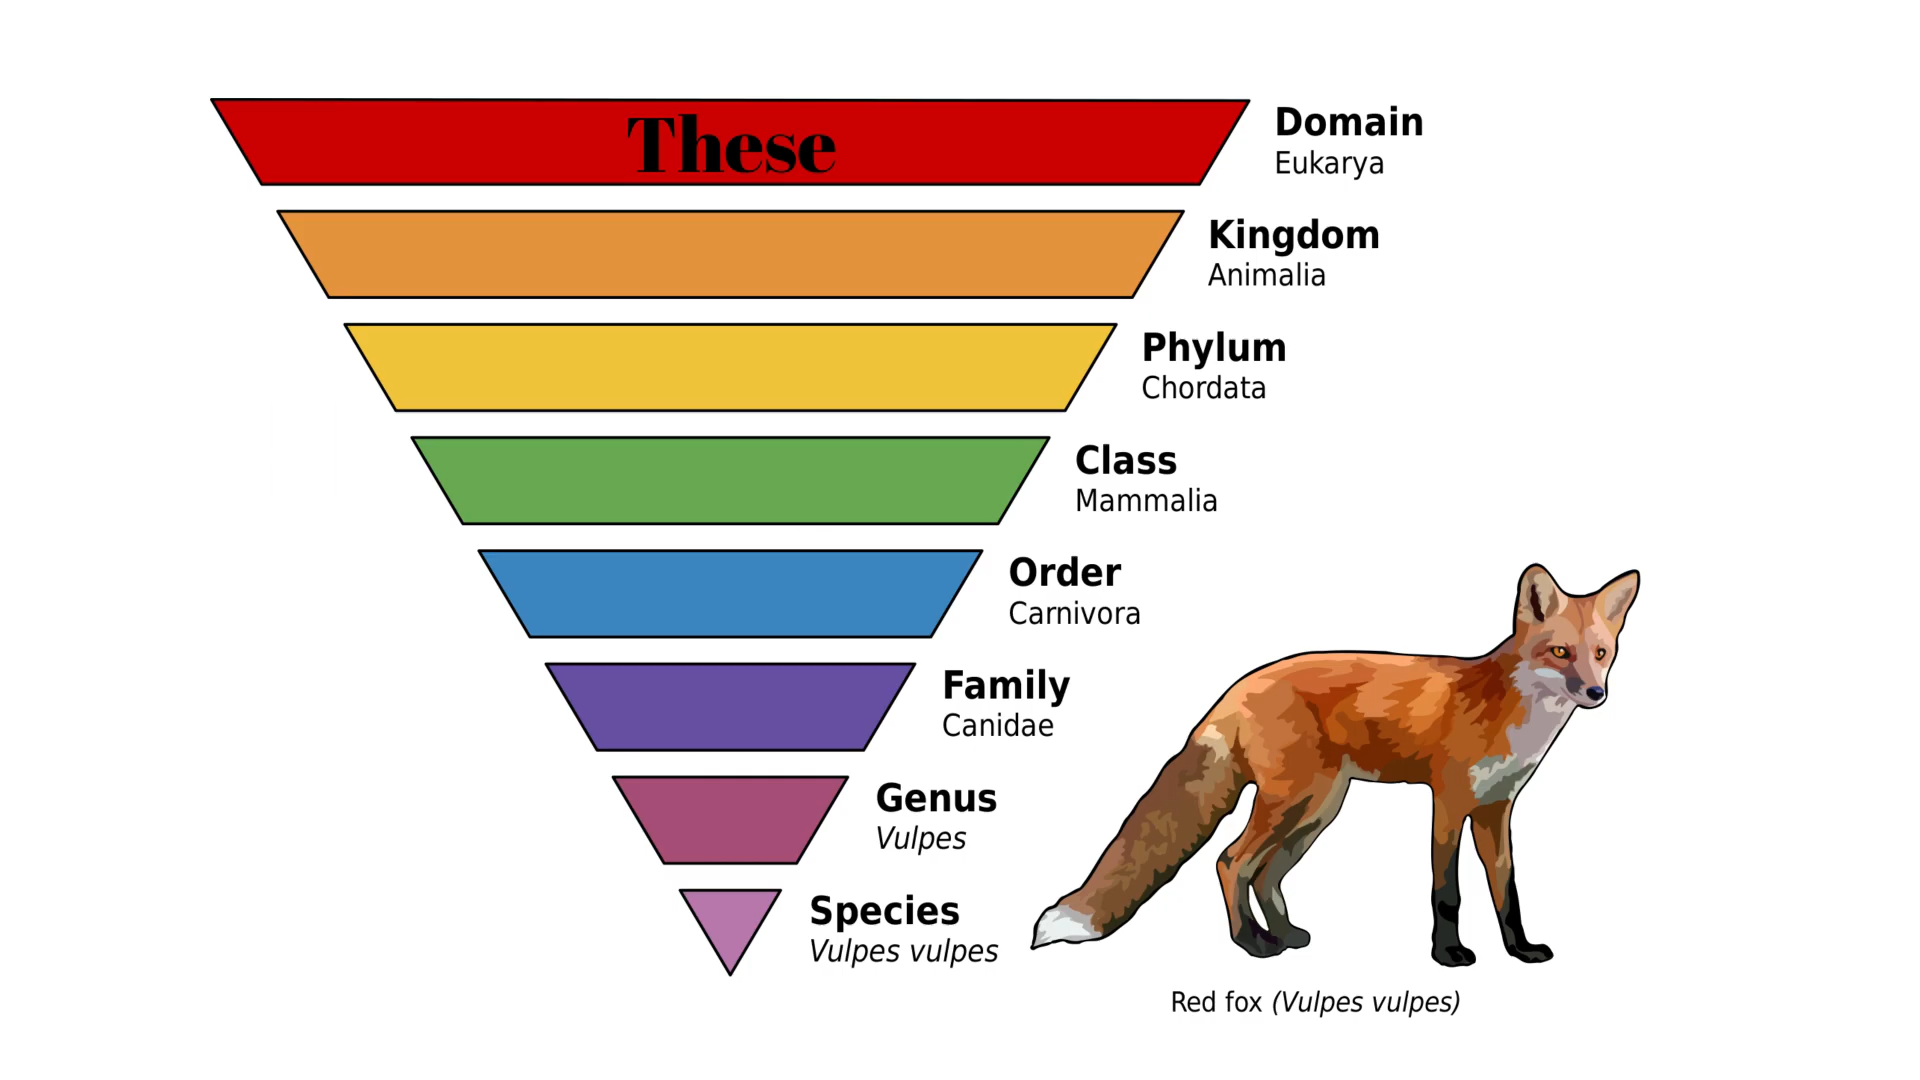 These
Domain
Eukarya
Kingdom
Animalia
Phylum
Chordata
Class
Mammalia
Order
Carnivora
Family
Canidae
Genus
Vulpes
Species
Vulpes vulpes
Red fox (Vulpes vulpes)